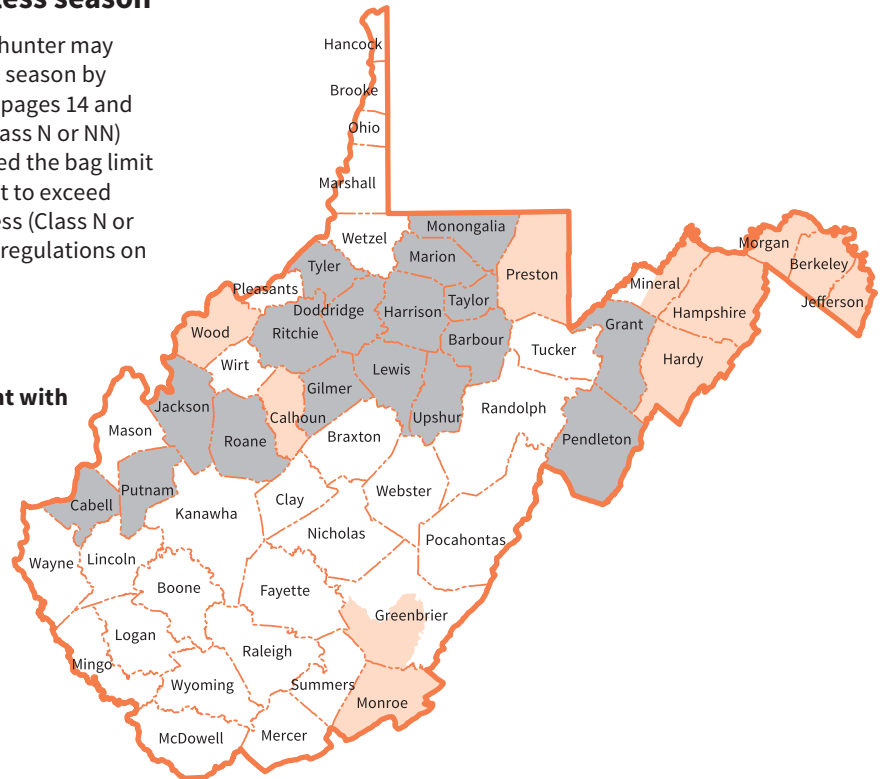 ess season
hunter may
season by
pages 14 and
ass N or NN)
ed the bag limit
t to exceed
ess (Class N or
regulations on
nt with
Hancock
Brooke
Ohio
Marshall
Wetzel
Monongalia
Marion
Tyler
Preston
Pleasants
Doddridge
Harrison
Taylor
Wood
Ritchie
Barbour
Morgan
Berkeley
Mineral
Jefferson
Hampshire
Grant
Hardy
Tucker
Wirt
Lewis
Gilmer
Jackson
Calhoun
Upshur
Randolph
Mason
Roane
Braxton
Pendleton
Putnam
Cabell
Kanawha
Clay
Webster
Nicholas
Pocahontas
Wayne
Lincoln
Boone
Fayette
Greenbrier
Logan
Raleigh
Mingo
Wyoming
Summers
Monroe
McDowell
Mercer